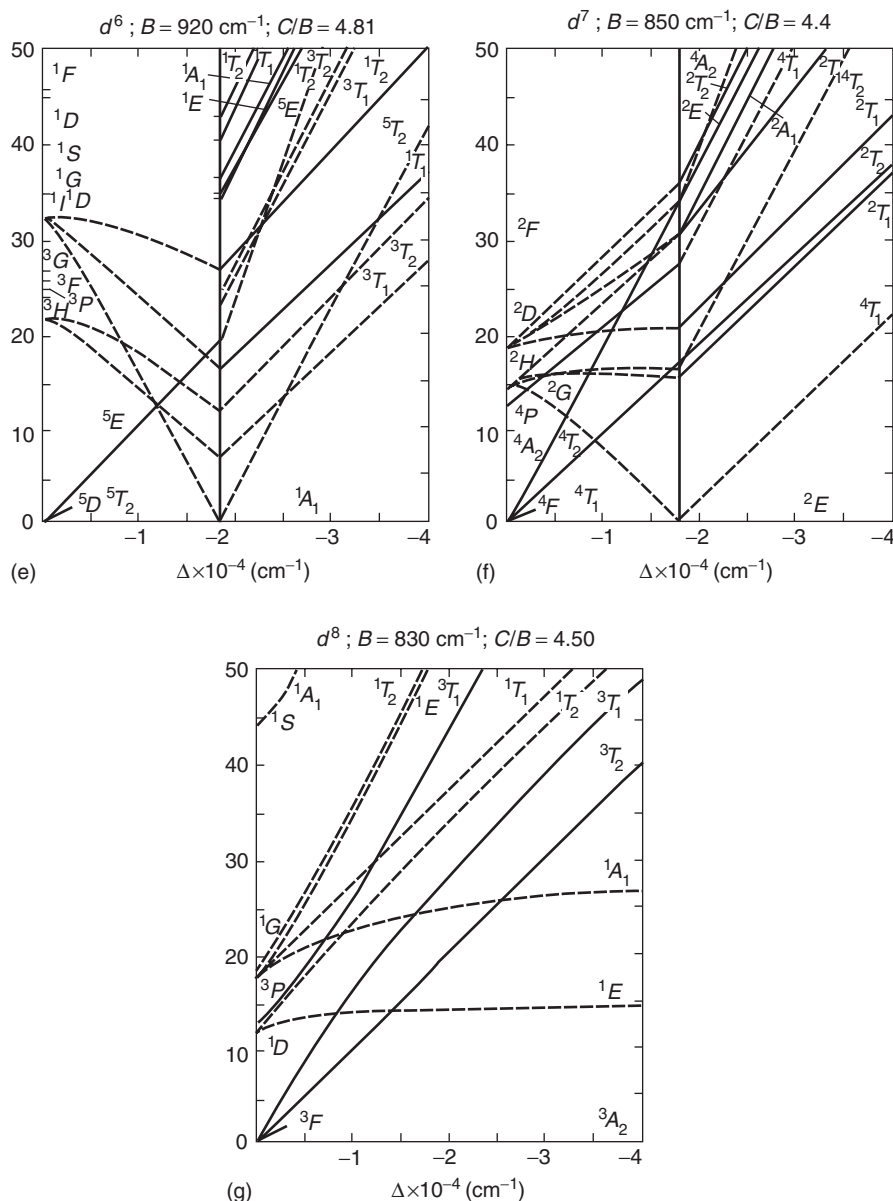 d⁶ ; B = 920 cm⁻¹; C/B = 4.81
¹F
¹D
¹S
¹G
¹I ¹D
³G
³F
³P
³H
⁵E
⁵D ⁵T₂
¹A₁
¹E
¹T₂
T₁
³T₂
⁵E
¹T₂
³T₁
¹T₂
⁵T₂
¹T₁
³T₂
³T₁
¹A₁
50
40
30
20
10
0
−1 −2 −3 −4
(e)
Δ×10⁻⁴ (cm⁻¹)
d⁷ ; B = 850 cm⁻¹; C/B = 4.4
²F
²D
²H
²G
⁴P
⁴A₂ ⁴T₂
⁴F ⁴T₁
⁴A₂
²T₂
²E
⁴T₁
²A₁
²T₁
⁴T₂
²T₁
²T₂
²T₁
⁴T₁
²E
50
40
30
20
10
0
−1 −2 −3 −4
(f)
Δ×10⁻⁴ (cm⁻¹)
d⁸ ; B = 830 cm⁻¹; C/B = 4.50
¹A₁
¹S
¹T₂
¹E
³T₁
¹T₁
¹T₂
³T₁
³T₂
¹A₁
¹G
³P
¹E
¹D
³F
³A₂
50
40
30
20
10
0
−1 −2 −3 −4
(g)
Δ×10⁻⁴ (cm⁻¹)